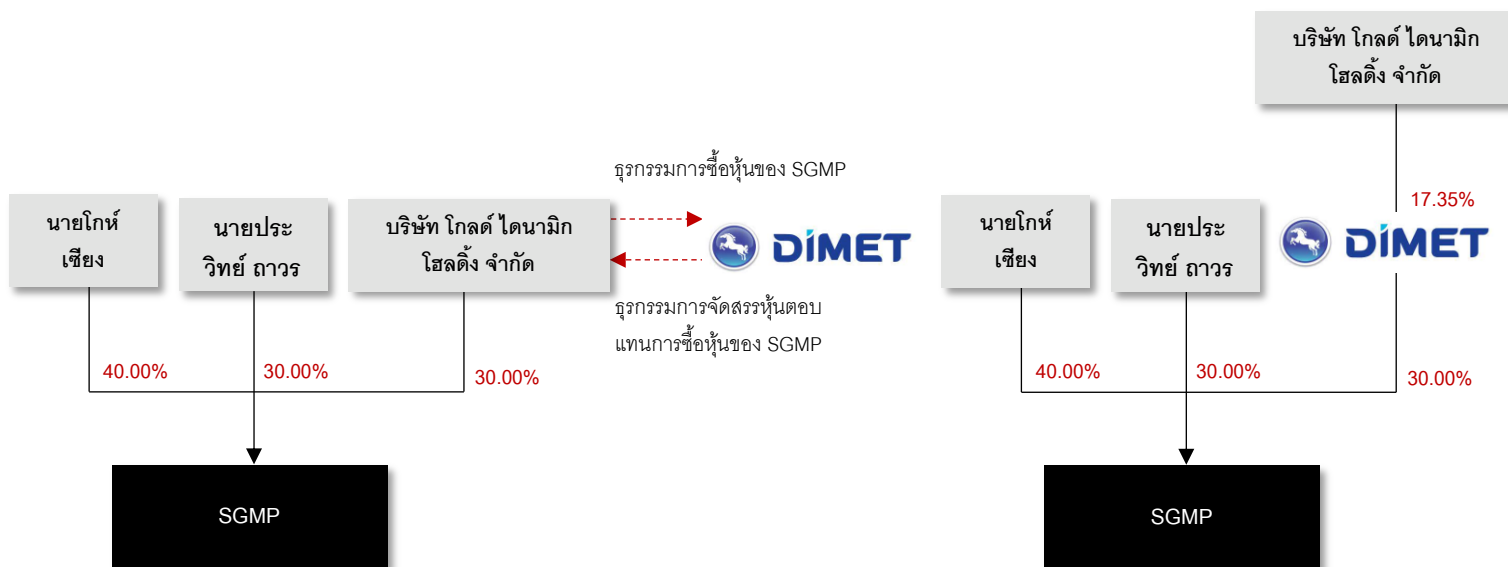 บริษัท โกลด์ ไดนามิก
โฮลดิ้ง จำกัด
ธุรกรรมการซื้อหุ้นของ SGMP
นายโกห์
เซียง
นายประ
วิทย์ ถาวร
บริษัท โกลด์ ไดนามิก
โฮลดิ้ง จำกัด
DIMET
ธุรกรรมการจัดสรรหุ้นตอบ
แทนการซื้อหุ้นของ SGMP
40.00%
30.00%
30.00%
SGMP
17.35%
นายโกห์
เซียง
นายประ
วิทย์ ถาวร
DIMET
40.00%
30.00%
30.00%
SGMP